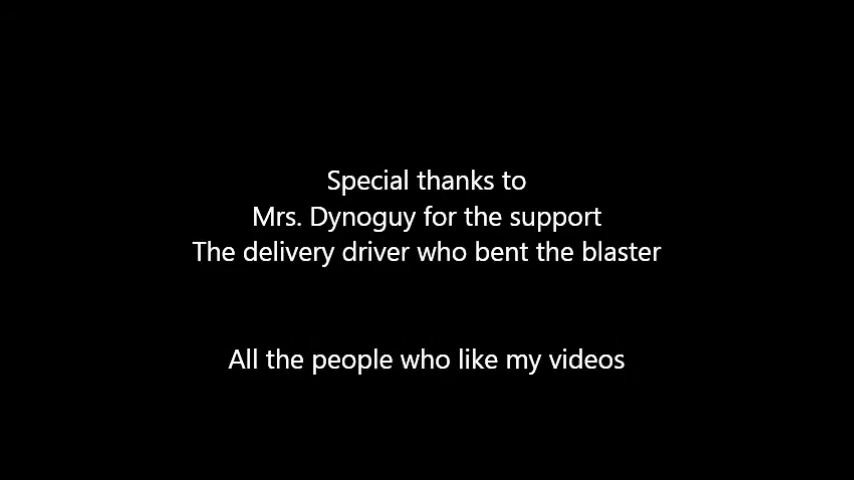 Special thanks to
Mrs. Dynoguy for the support
The delivery driver who bent the blaster
All the people who like my videos